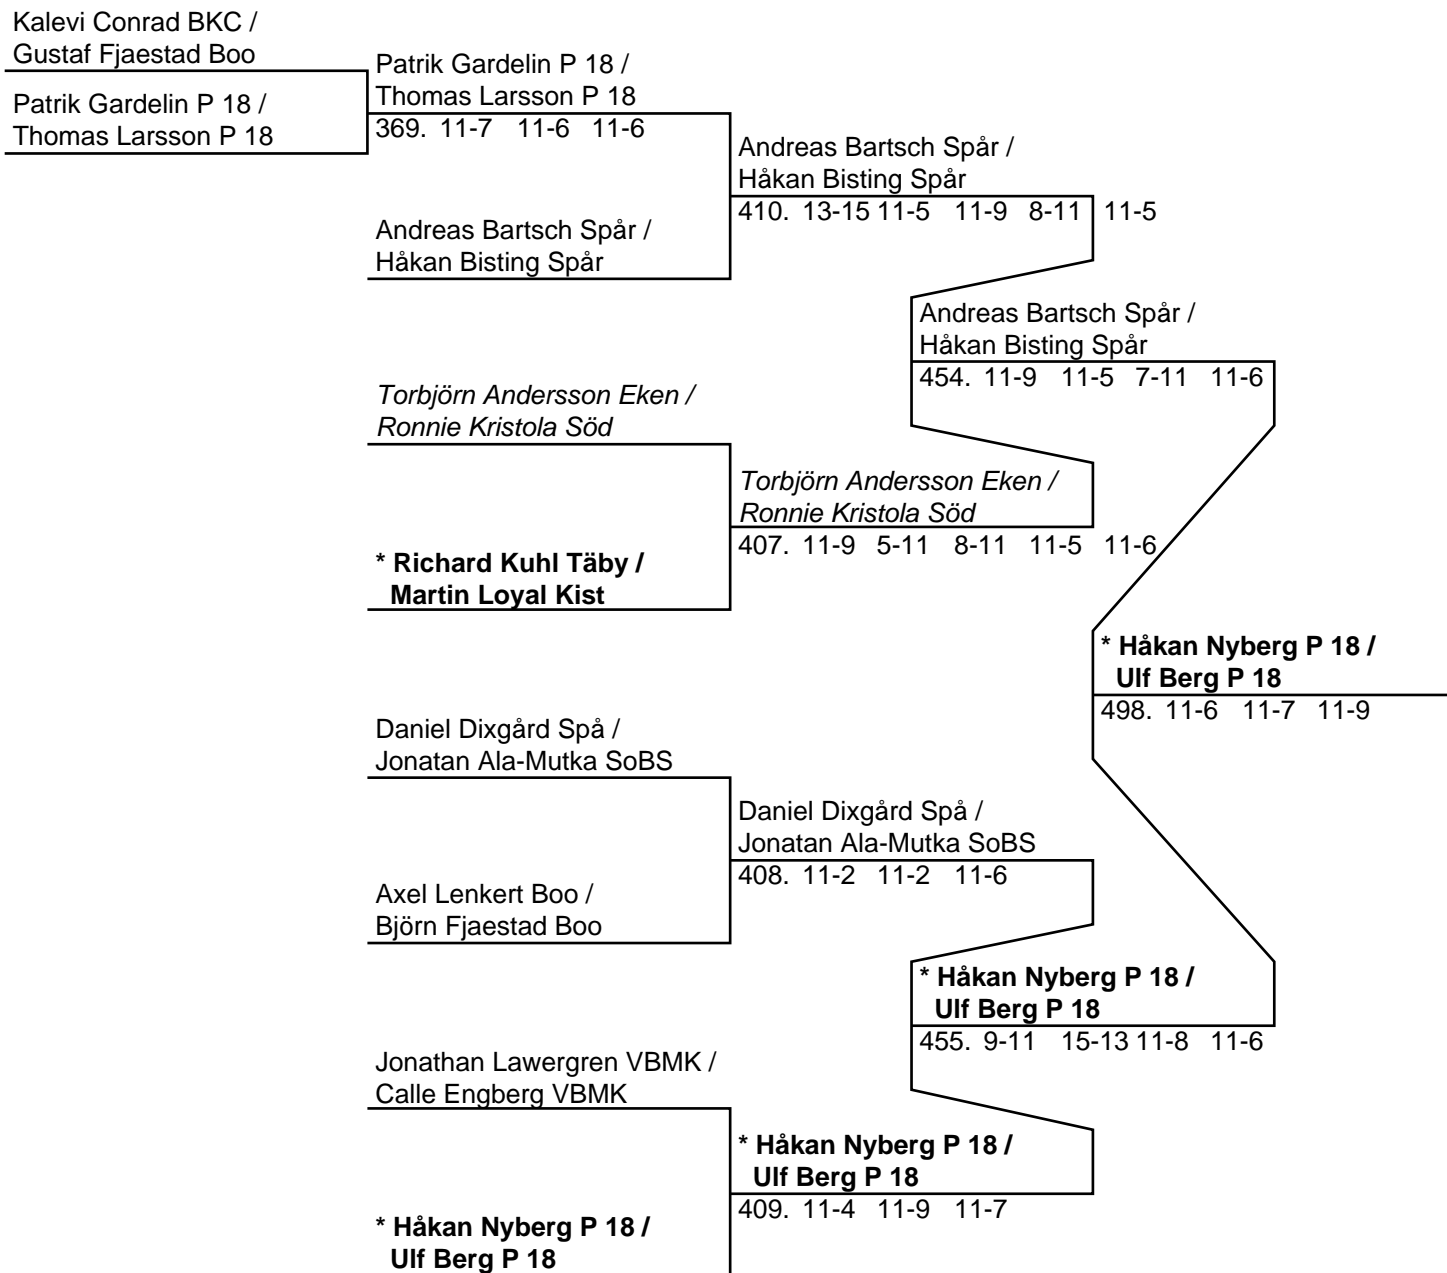 Kalevi Conrad BKC /
Gustaf Fjaestad Boo
Patrik Gardelin P 18 /
Thomas Larsson P 18
Patrik Gardelin P 18 /
Thomas Larsson P 18
369. 11-7 11-6 11-6
Andreas Bartsch Spår /
Håkan Bisting Spår
Andreas Bartsch Spår /
Håkan Bisting Spår
410. 13-15 11-5 11-9 8-11 11-5
Andreas Bartsch Spår /
Håkan Bisting Spår
454. 11-9 11-5 7-11 11-6
Torbjörn Andersson Eken /
Ronnie Kristola Söd
Torbjörn Andersson Eken /
Ronnie Kristola Söd
407. 11-9 5-11 8-11 11-5 11-6
* Richard Kuhl Täby /
Martin Loyal Kist
* Håkan Nyberg P 18 /
Ulf Berg P 18
498. 11-6 11-7 11-9
Daniel Dixgård Spå /
Jonatan Ala-Mutka SoBS
Daniel Dixgård Spå /
Jonatan Ala-Mutka SoBS
408. 11-2 11-2 11-6
Axel Lenkert Boo /
Björn Fjaestad Boo
* Håkan Nyberg P 18 /
Ulf Berg P 18
455. 9-11 15-13 11-8 11-6
Jonathan Lawergren VBMK /
Calle Engberg VBMK
* Håkan Nyberg P 18 /
Ulf Berg P 18
409. 11-4 11-9 11-7
* Håkan Nyberg P 18 /
Ulf Berg P 18